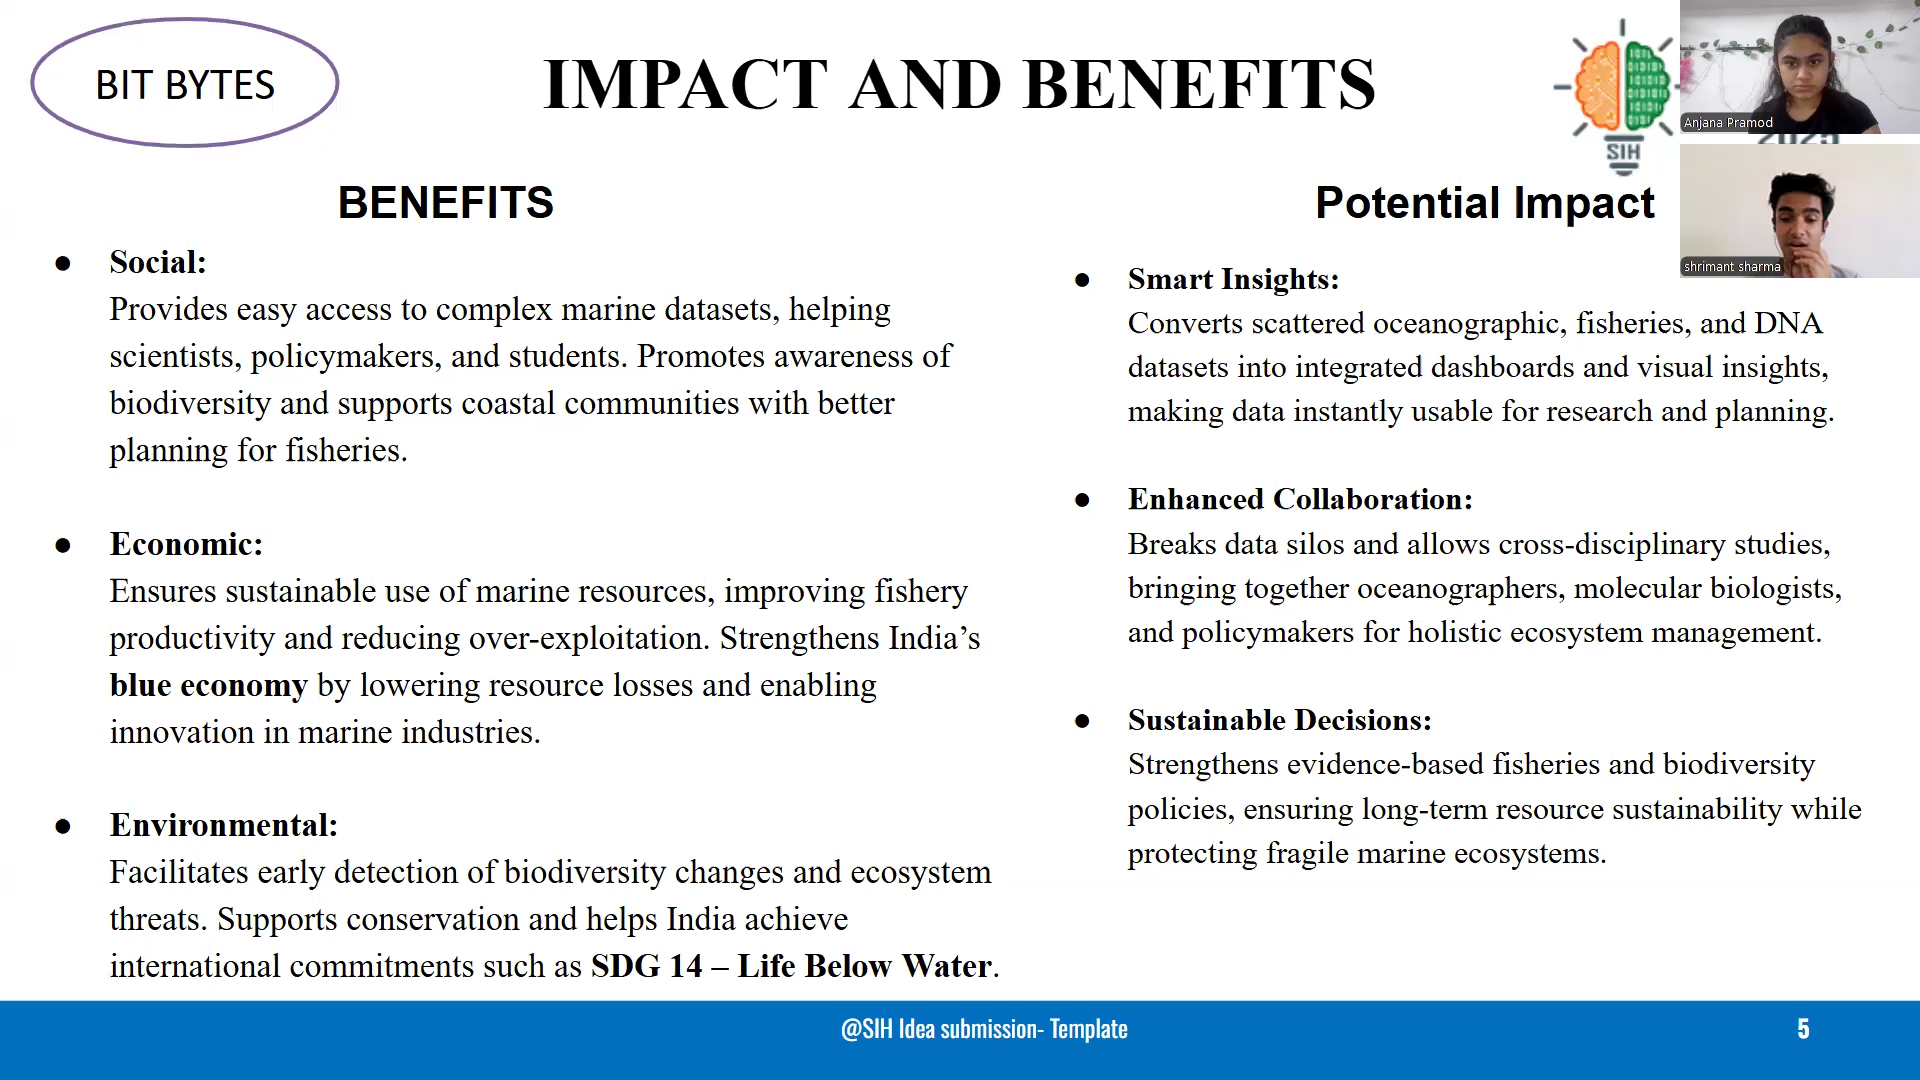 BIT BYTES
IMPACT AND BENEFITS
SIH
Anjana Pramod
shrimant sharma
BENEFITS
● Social:
Provides easy access to complex marine datasets, helping
scientists, policymakers, and students. Promotes awareness of
biodiversity and supports coastal communities with better
planning for fisheries.
● Economic:
Ensures sustainable use of marine resources, improving fishery
productivity and reducing over-exploitation. Strengthens India’s
blue economy by lowering resource losses and enabling
innovation in marine industries.
● Environmental:
Facilitates early detection of biodiversity changes and ecosystem
threats. Supports conservation and helps India achieve
international commitments such as SDG 14 – Life Below Water.
Potential Impact
● Smart Insights:
Converts scattered oceanographic, fisheries, and DNA
datasets into integrated dashboards and visual insights,
making data instantly usable for research and planning.
● Enhanced Collaboration:
Breaks data silos and allows cross-disciplinary studies,
bringing together oceanographers, molecular biologists,
and policymakers for holistic ecosystem management.
● Sustainable Decisions:
Strengthens evidence-based fisheries and biodiversity
policies, ensuring long-term resource sustainability while
protecting fragile marine ecosystems.
@SIH Idea submission- Template
5